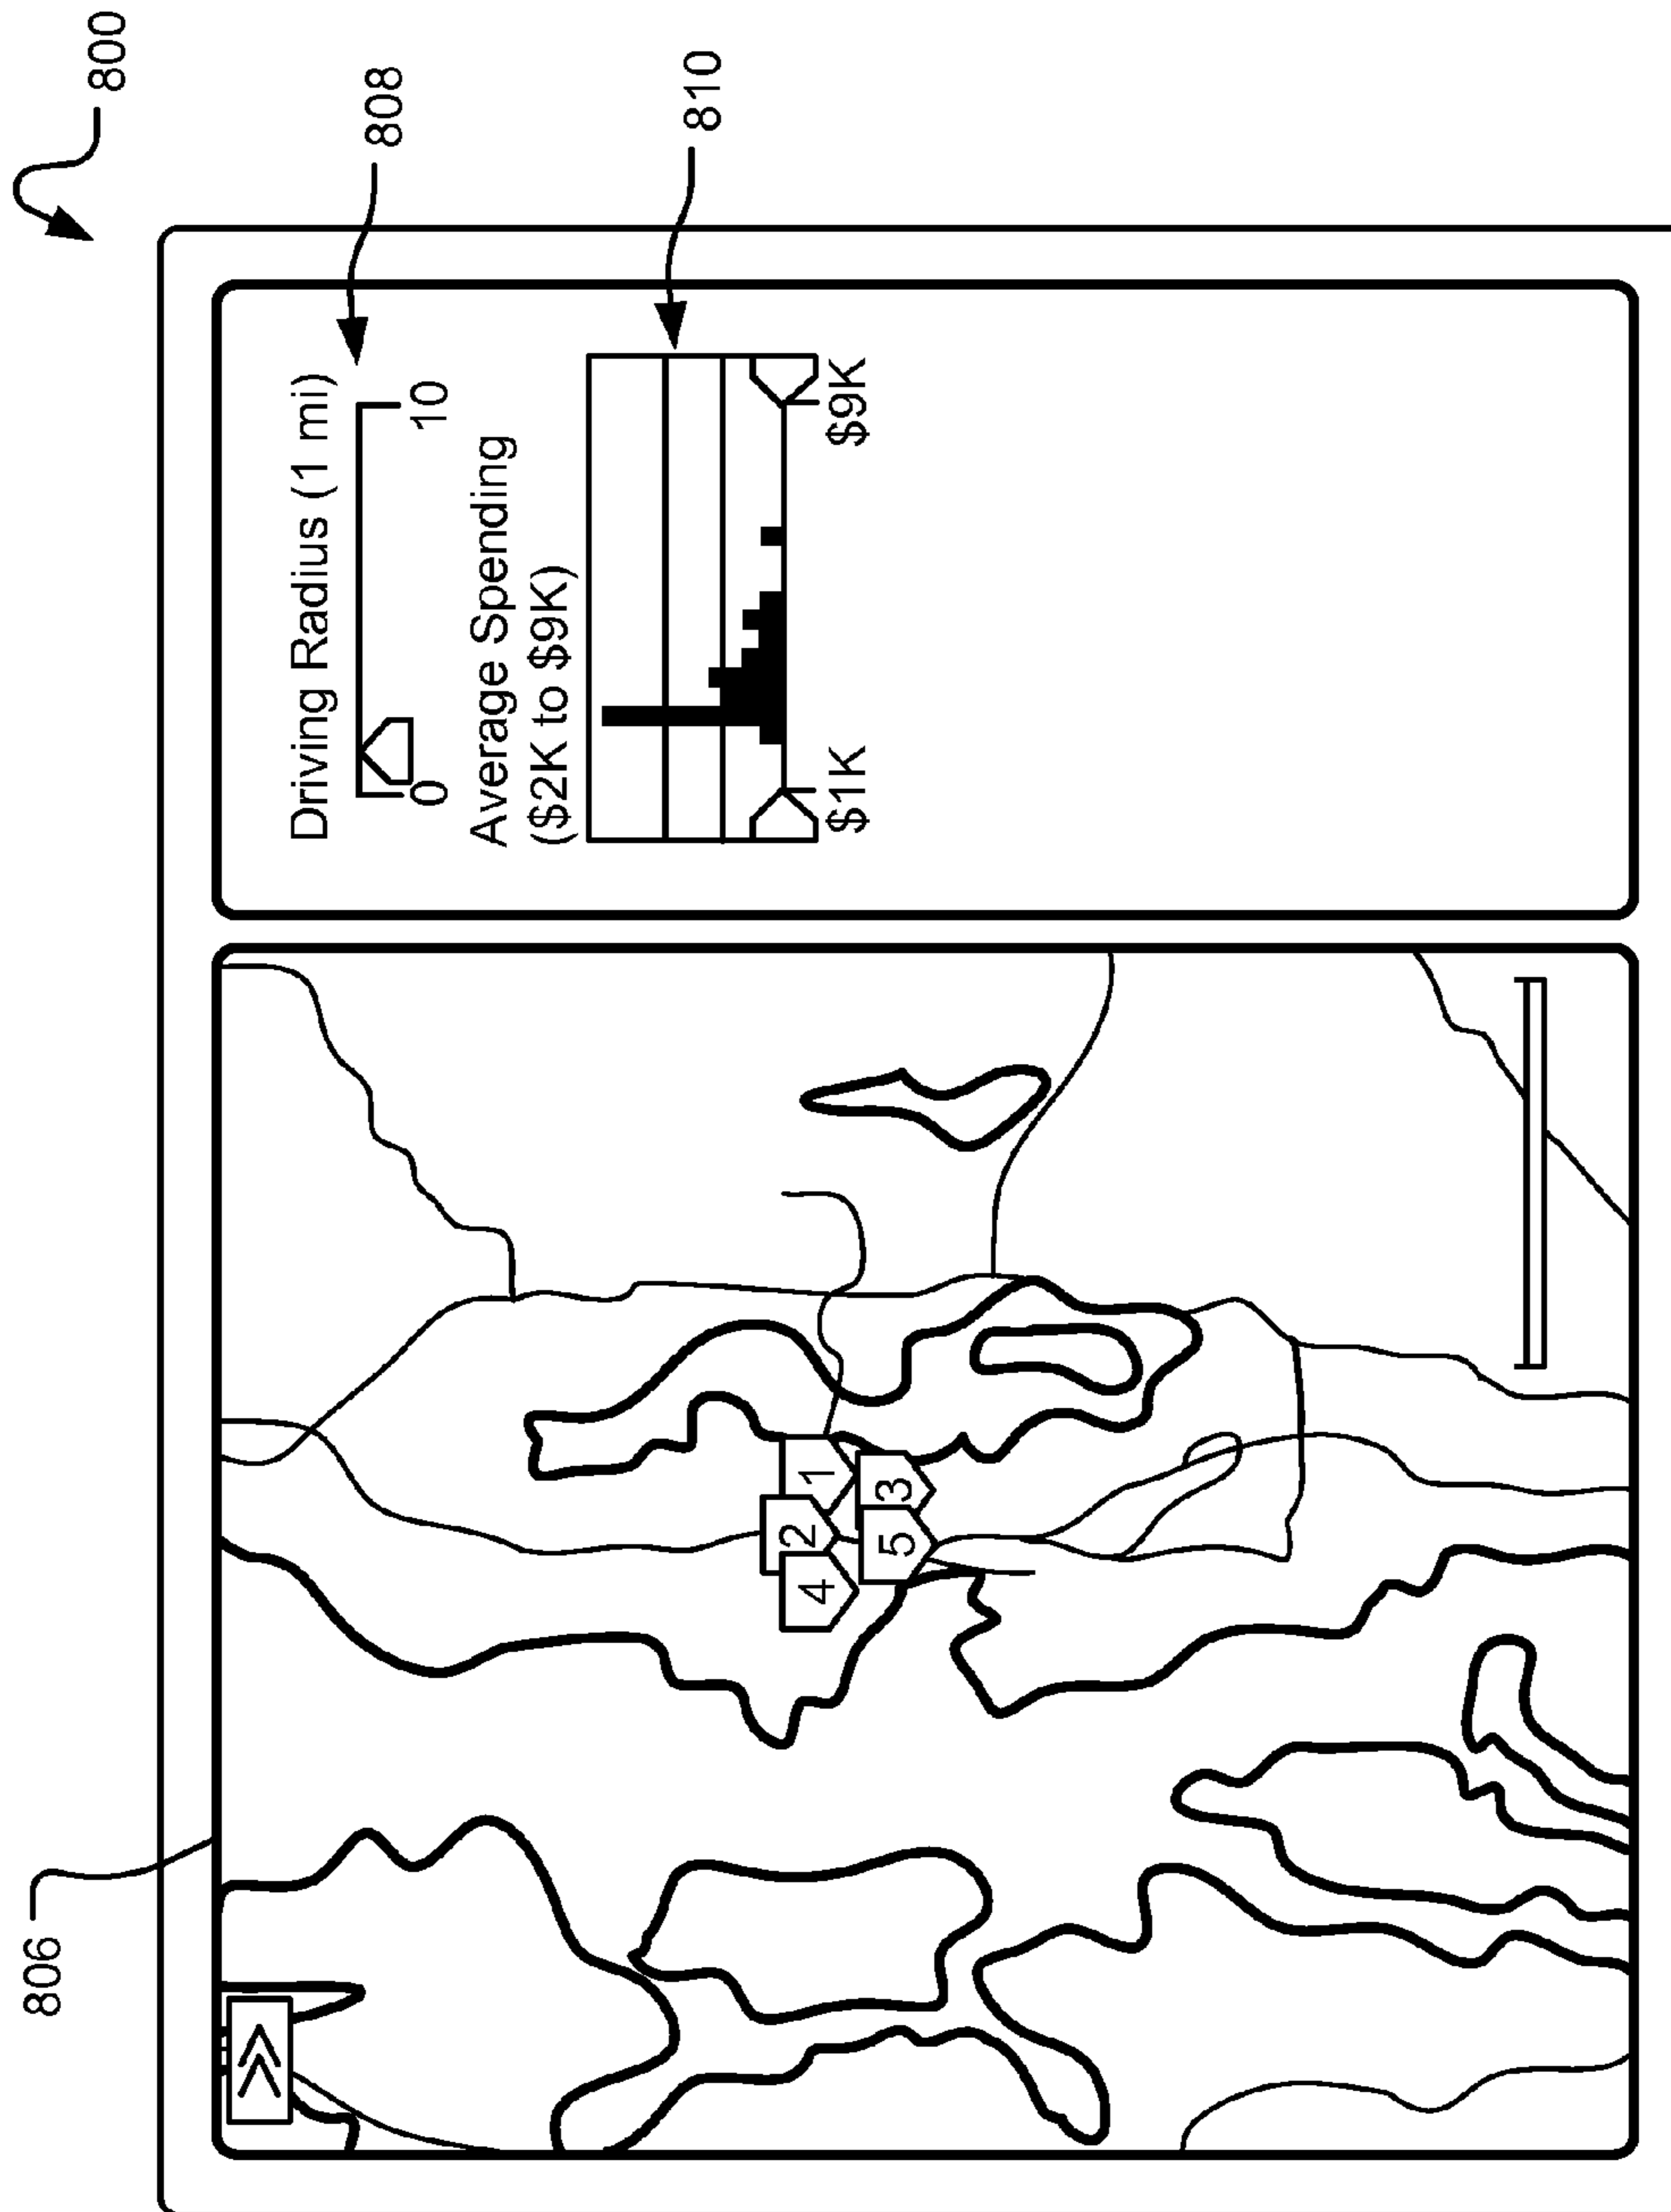 800
806
Driving Radius (1 mi)
808
0
10
Average Spending
($2K to $9K)
810
$1K
$9K
1
2
3
4
5